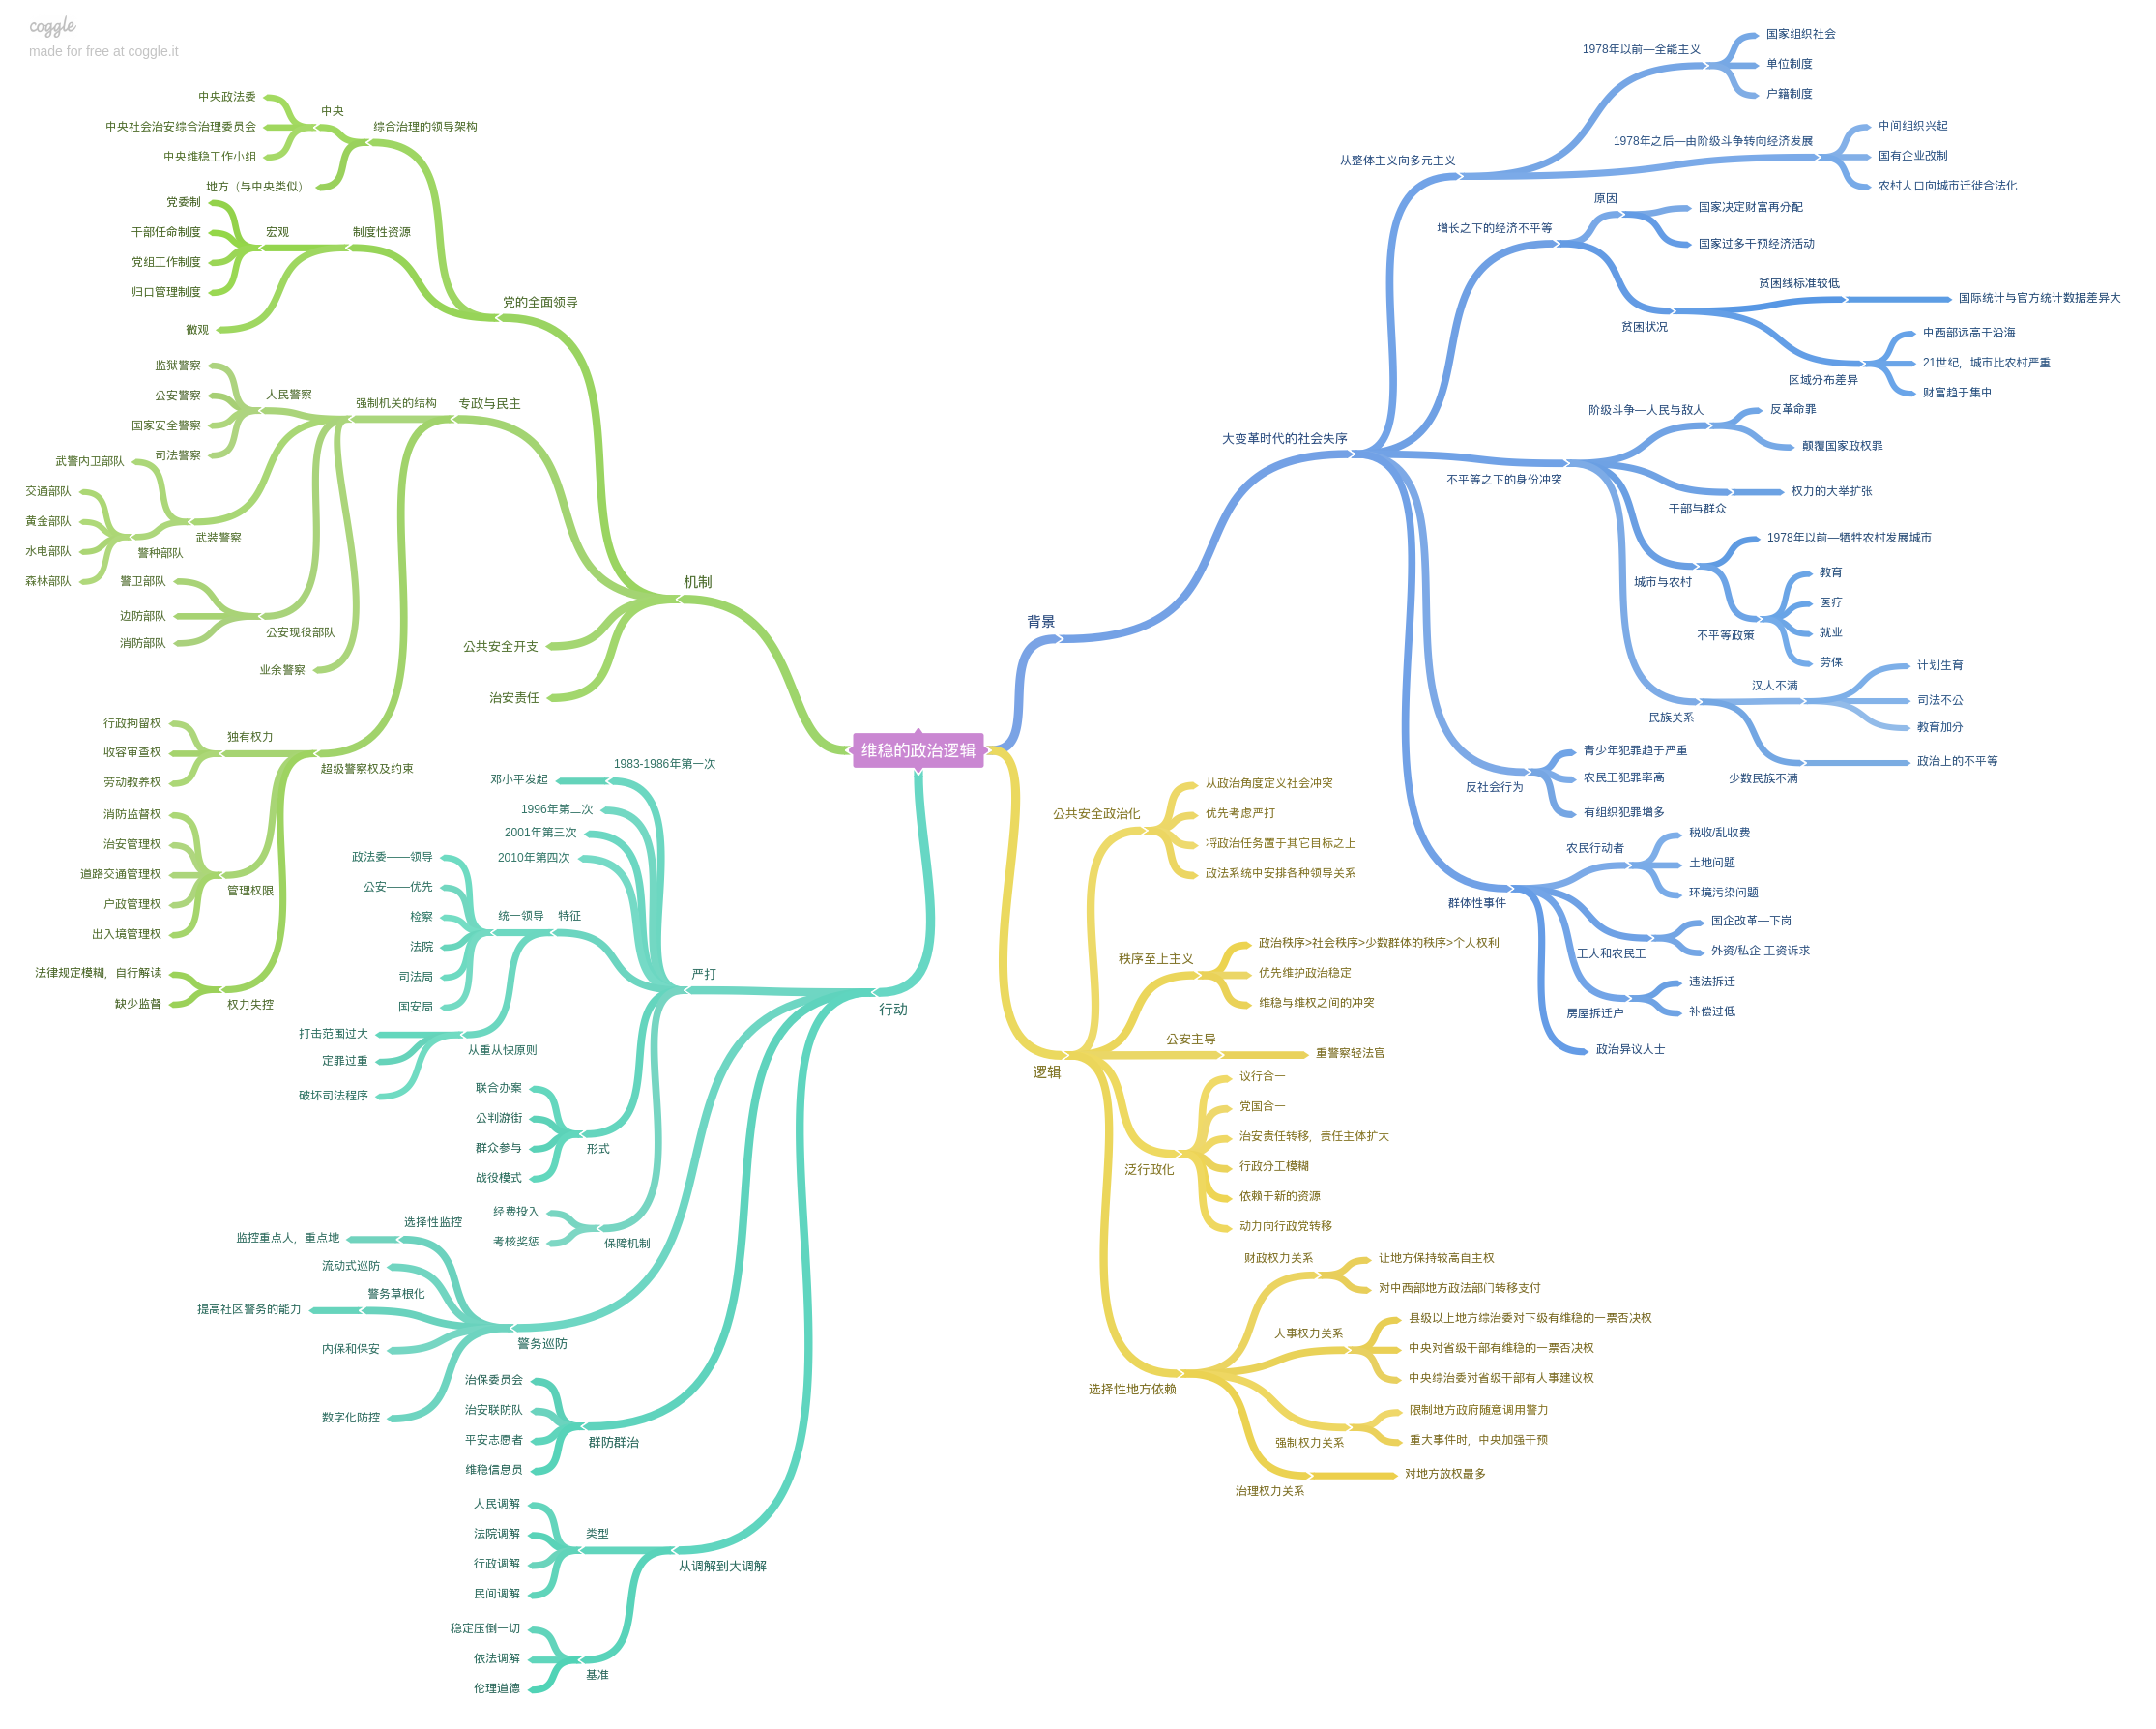 coggle
made for free at coggle.it
维稳的政治逻辑
背景
大变革时代的社会失序
从整体主义向多元主义
1978年以前—全能主义
国家组织社会
单位制度
户籍制度
1978年之后—由阶级斗争转向经济发展
中间组织兴起
国有企业改制
农村人口向城市迁徙合法化
增长之下的经济不平等
原因
国家决定财富再分配
国家过多干预经济活动
贫困状况
贫困线标准较低
国际统计与官方统计数据差异大
区域分布差异
中西部远高于沿海
21世纪，城市比农村严重
财富趋于集中
不平等之下的身份冲突
阶级斗争—人民与敌人
反革命罪
颠覆国家政权罪
干部与群众
权力的大举扩张
城市与农村
1978年以前—牺牲农村发展城市
不平等政策
教育
医疗
就业
劳保
民族关系
汉人不满
计划生育
司法不公
教育加分
少数民族不满
政治上的不平等
反社会行为
青少年犯罪趋于严重
农民工犯罪率高
有组织犯罪增多
群体性事件
农民行动者
税收/乱收费
土地问题
环境污染问题
工人和农民工
国企改革—下岗
外资/私企 工资诉求
房屋拆迁户
违法拆迁
补偿过低
政治异议人士
逻辑
公共安全政治化
从政治角度定义社会冲突
优先考虑严打
将政治任务置于其它目标之上
政法系统中安排各种领导关系
秩序至上主义
政治秩序>社会秩序>少数群体的秩序>个人权利
优先维护政治稳定
维稳与维权之间的冲突
公安主导
重警察轻法官
泛行政化
议行合一
党国合一
治安责任转移，责任主体扩大
行政分工模糊
依赖于新的资源
动力向行政党转移
选择性地方依赖
财政权力关系
让地方保持较高自主权
对中西部地方政法部门转移支付
人事权力关系
县级以上地方综治委对下级有维稳的一票否决权
中央对省级干部有维稳的一票否决权
中央综治委对省级干部有人事建议权
强制权力关系
限制地方政府随意调用警力
重大事件时，中央加强干预
治理权力关系
对地方放权最多
机制
党的全面领导
综合治理的领导架构
中央
中央政法委
中央社会治安综合治理委员会
中央维稳工作小组
地方（与中央类似）
制度性资源
宏观
党委制
干部任命制度
党组工作制度
归口管理制度
微观
专政与民主
强制机关的结构
人民警察
监狱警察
公安警察
国家安全警察
司法警察
武装警察
武警内卫部队
警种部队
交通部队
黄金部队
水电部队
森林部队
公安现役部队
警卫部队
边防部队
消防部队
业余警察
超级警察权及约束
独有权力
行政拘留权
收容审查权
劳动教养权
管理权限
消防监督权
治安管理权
道路交通管理权
户政管理权
出入境管理权
权力失控
法律规定模糊，自行解读
缺少监督
公共安全开支
治安责任
行动
严打
1983-1986年第一次
邓小平发起
1996年第二次
2001年第三次
2010年第四次
特征
统一领导
政法委——领导
公安——优先
检察
法院
司法局
国安局
从重从快原则
打击范围过大
定罪过重
破坏司法程序
形式
联合办案
公判游街
群众参与
战役模式
保障机制
经费投入
考核奖惩
警务巡防
选择性监控
监控重点人，重点地
流动式巡防
警务草根化
提高社区警务的能力
内保和保安
数字化防控
群防群治
治保委员会
治安联防队
平安志愿者
维稳信息员
从调解到大调解
类型
人民调解
法院调解
行政调解
民间调解
基准
稳定压倒一切
依法调解
伦理道德